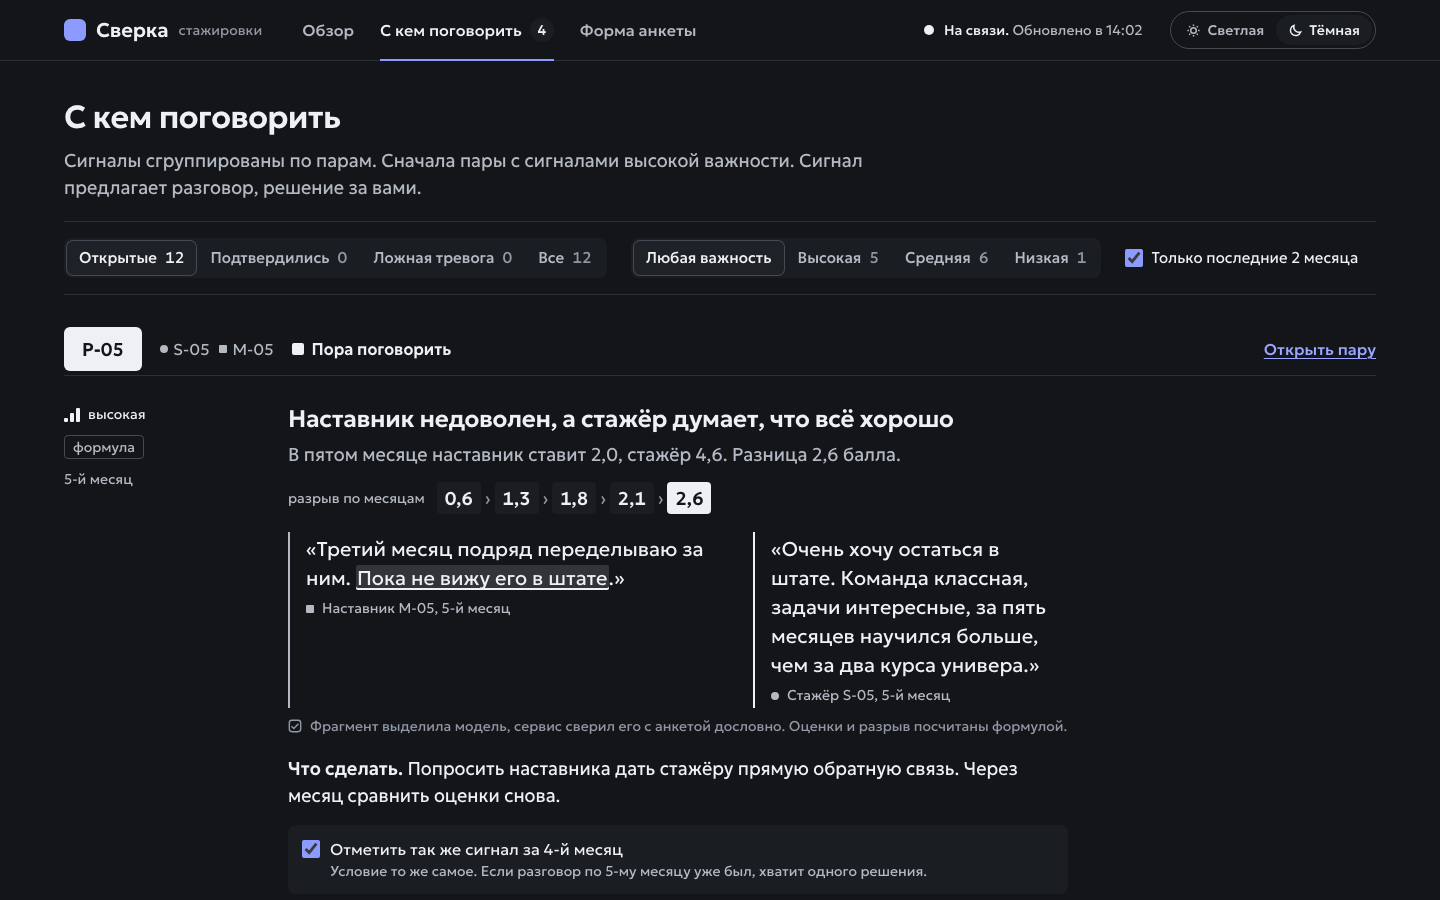 Сверка стажировки Обзор С кем поговорить 4 Форма анкеты На связи. Обновлено в 14:02 Светлая Тёмная
С кем поговорить
Сигналы сгруппированы по парам. Сначала пары с сигналами высокой важности. Сигнал
предлагает разговор, решение за вами.
Открытые 12 Подтвердились 0 Ложная тревога 0 Все 12 Любая важность Высокая 5 Средняя 6 Низкая 1 Только последние 2 месяца
P-05 S-05 M-05 Пора поговорить Открыть пару
высокая
формула
5-й месяц
Наставник недоволен, а стажёр думает, что всё хорошо
В пятом месяце наставник ставит 2,0, стажёр 4,6. Разница 2,6 балла.
разрыв по месяцам 0,6 › 1,3 › 1,8 › 2,1 › 2,6
«Третий месяц подряд переделываю за
ним. Пока не вижу его в штате.»
Наставник M-05, 5-й месяц
«Очень хочу остаться в
штате. Команда классная,
задачи интересные, за пять
месяцев научился больше,
чем за два курса универа.»
Стажёр S-05, 5-й месяц
Фрагмент выделила модель, сервис сверил его с анкетой дословно. Оценки и разрыв посчитаны формулой.
Что сделать. Попросить наставника дать стажёру прямую обратную связь. Через
месяц сравнить оценки снова.
Отметить так же сигнал за 4-й месяц
Условие то же самое. Если разговор по 5-му месяцу уже был, хватит одного решения.